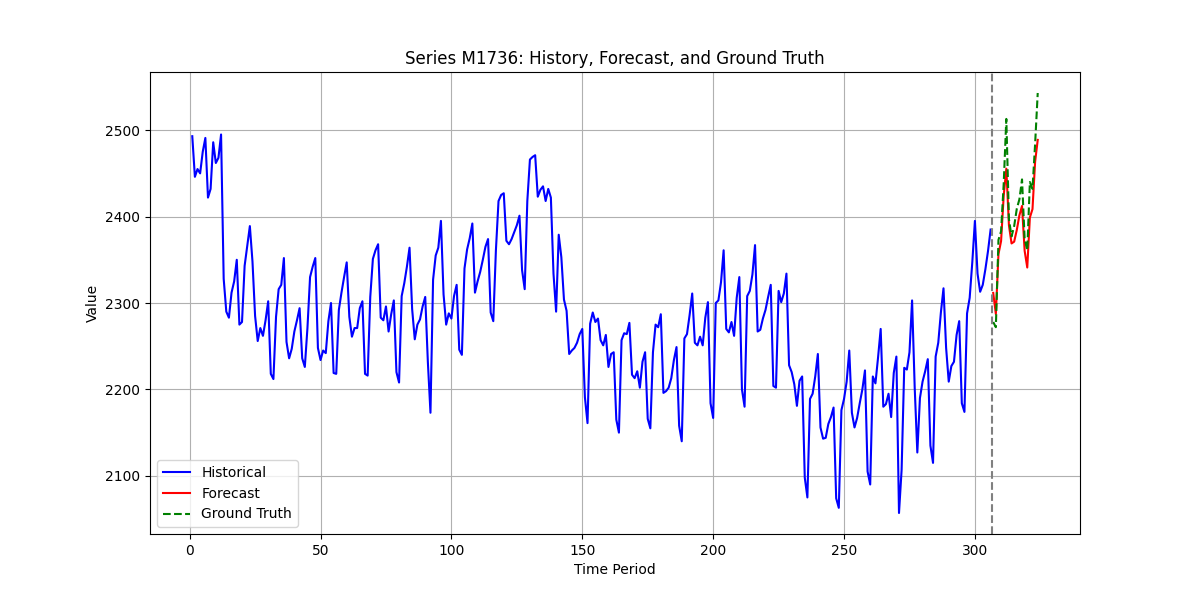 Series M1736: History, Forecast, and Ground Truth
Value
2500
2400
2300
2200
2100
Historical
Forecast
Ground Truth
0 50 100 150 200 250 300
Time Period